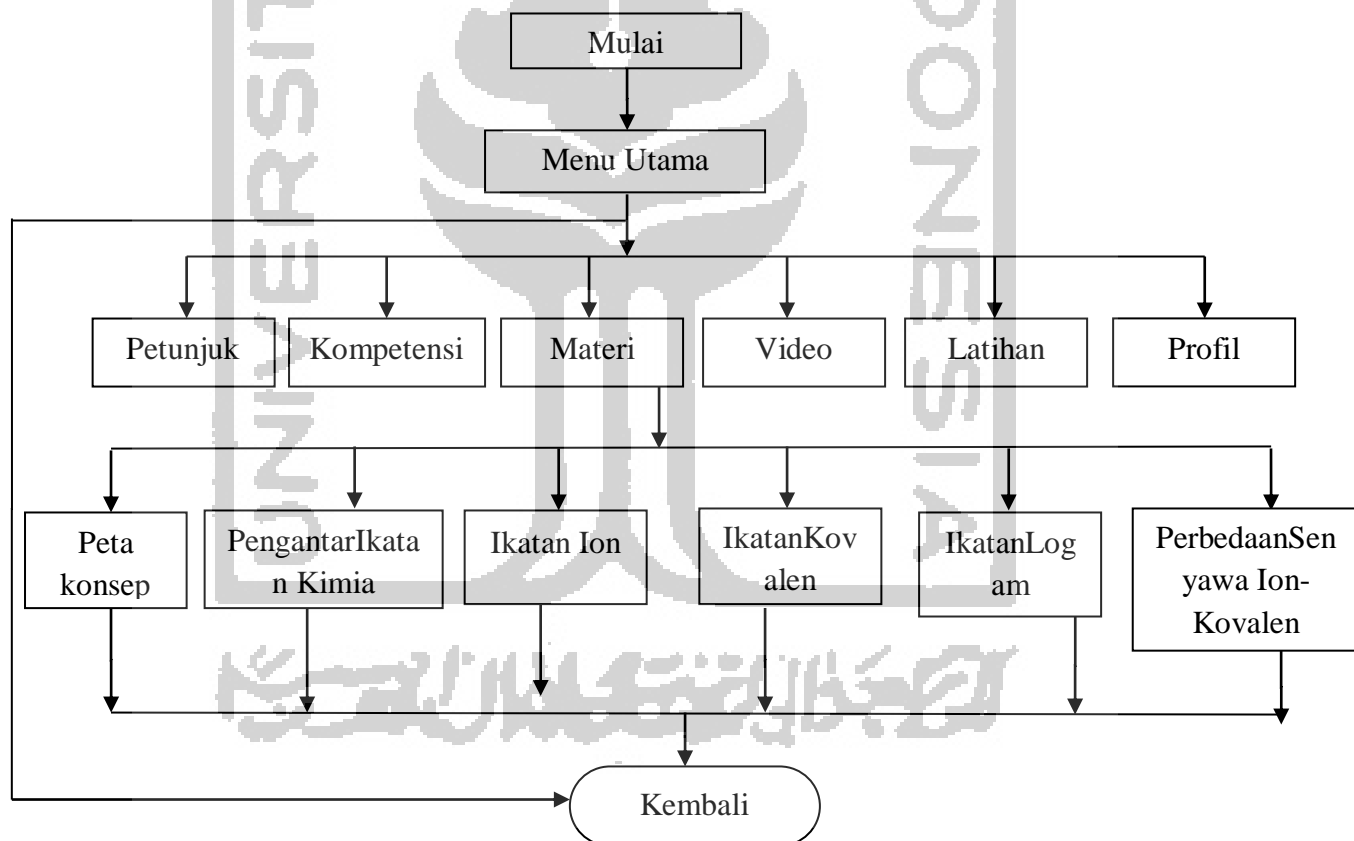 Mulai
Menu Utama
Petunjuk
Kompetensi
Materi
Video
Latihan
Profil
Peta
konsep
PengantarIkata
n Kimia
Ikatan Ion
IkatanKov
alen
IkatanLog
am
PerbedaanSen
yawa Ion-
Kovalen
Kembali